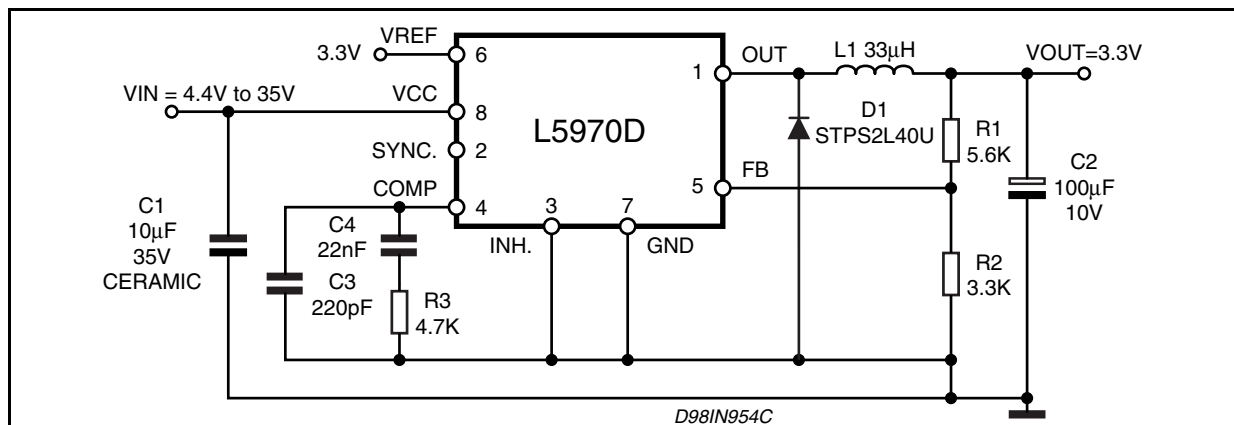 VREF
3.3V
6
VIN = 4.4V to 35V
VCC
8
SYNC.
2
COMP
4
L5970D
3
INH.
7
GND
1
OUT
5
FB
L1 33µH
VOUT=3.3V
D1
STPS2L40U
R1
5.6K
C2
100µF
10V
R2
3.3K
C1
10µF
35V
CERAMIC
C4
22nF
C3
220pF
R3
4.7K
D98IN954C